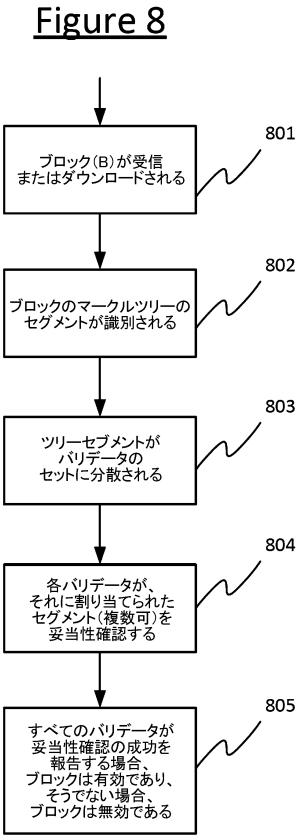 Figure 8
801
ブロック(B)が受信
またはダウンロードされる
802
ブロックのマークルツリーの
セグメントが識別される
803
ツリーセブメントが
バリデータの
セットに分散される
804
各バリデータが、
それに割り当てられた
セグメント(複数可)を
妥当性確認する
805
すべてのバリデータが
妥当性確認の成功を
報告する場合、
ブロックは有効であり、
そうでない場合、
ブロックは無効である